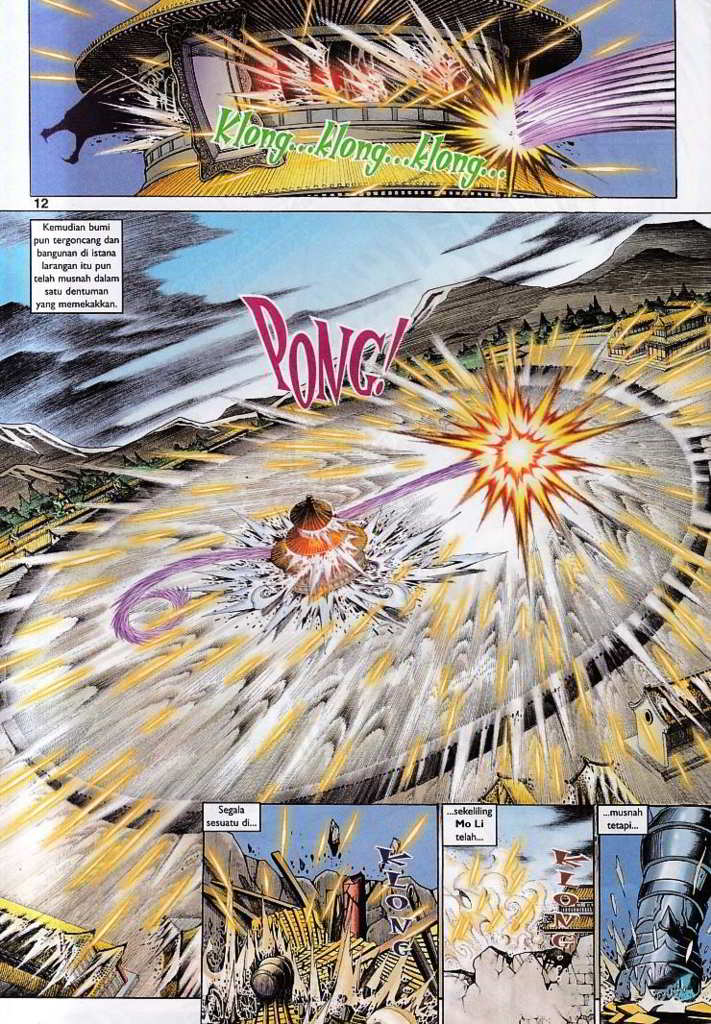 Klong...klong...klong...
12
Kemudian bumi
pun tergoncang dan
bangunan di istana
larangan itu pun
telah musnah dalam
satu dentuman
yang memekakkan.
PONG!
Segala
sesuatu di...
KLONG
...sekeliling
Mo Li
telah...
KLONG
...musnah
tetapi...